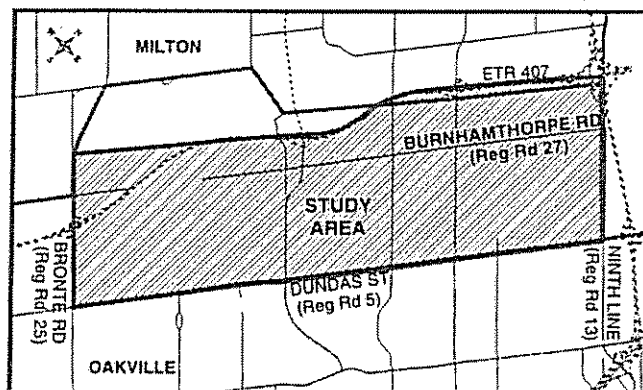 MILTON
ETR 407
BURNHAMTHORPE RD
(Reg Rd 27)
STUDY
AREA
BRONTE RD
(Reg Rd 25)
DUNDAS ST
(Reg Rd 5)
NINTH LINE
(Reg Rd 13)
OAKVILLE